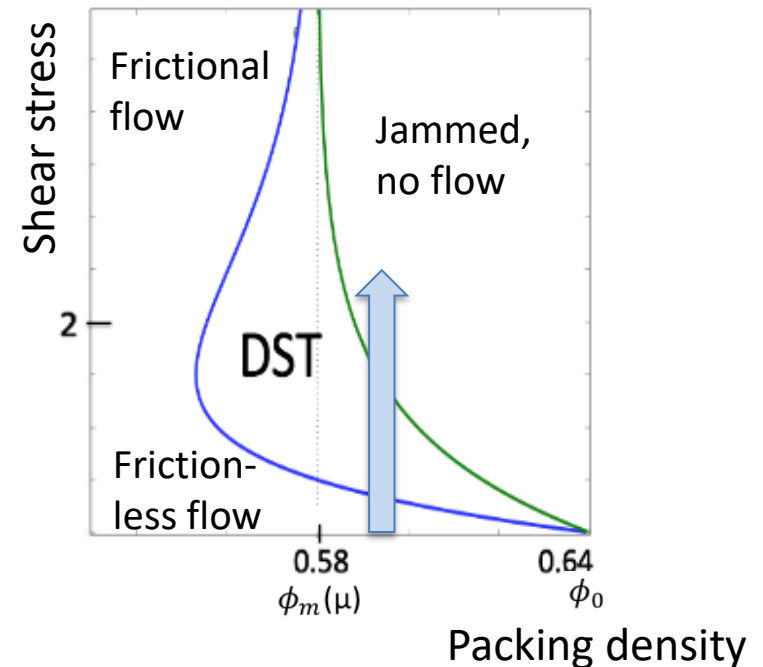 Shear stress
Frictional
flow
Jammed,
no flow
2
DST
Friction-
less flow
0.58
0.64
ϕₘ(μ)
ϕ₀
Packing density